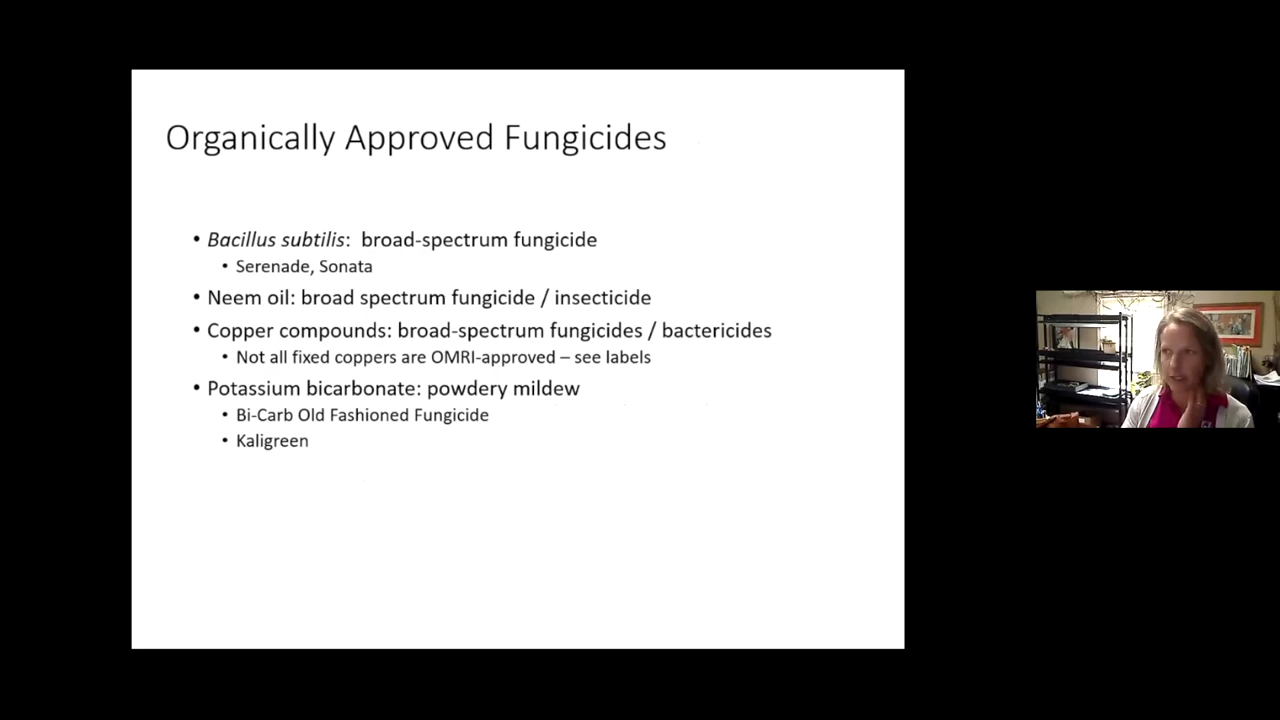 Organically Approved Fungicides
• Bacillus subtilis: broad-spectrum fungicide
• Serenade, Sonata
• Neem oil: broad spectrum fungicide / insecticide
• Copper compounds: broad-spectrum fungicides / bactericides
• Not all fixed coppers are OMRI-approved – see labels
• Potassium bicarbonate: powdery mildew
• Bi-Carb Old Fashioned Fungicide
• Kaligreen